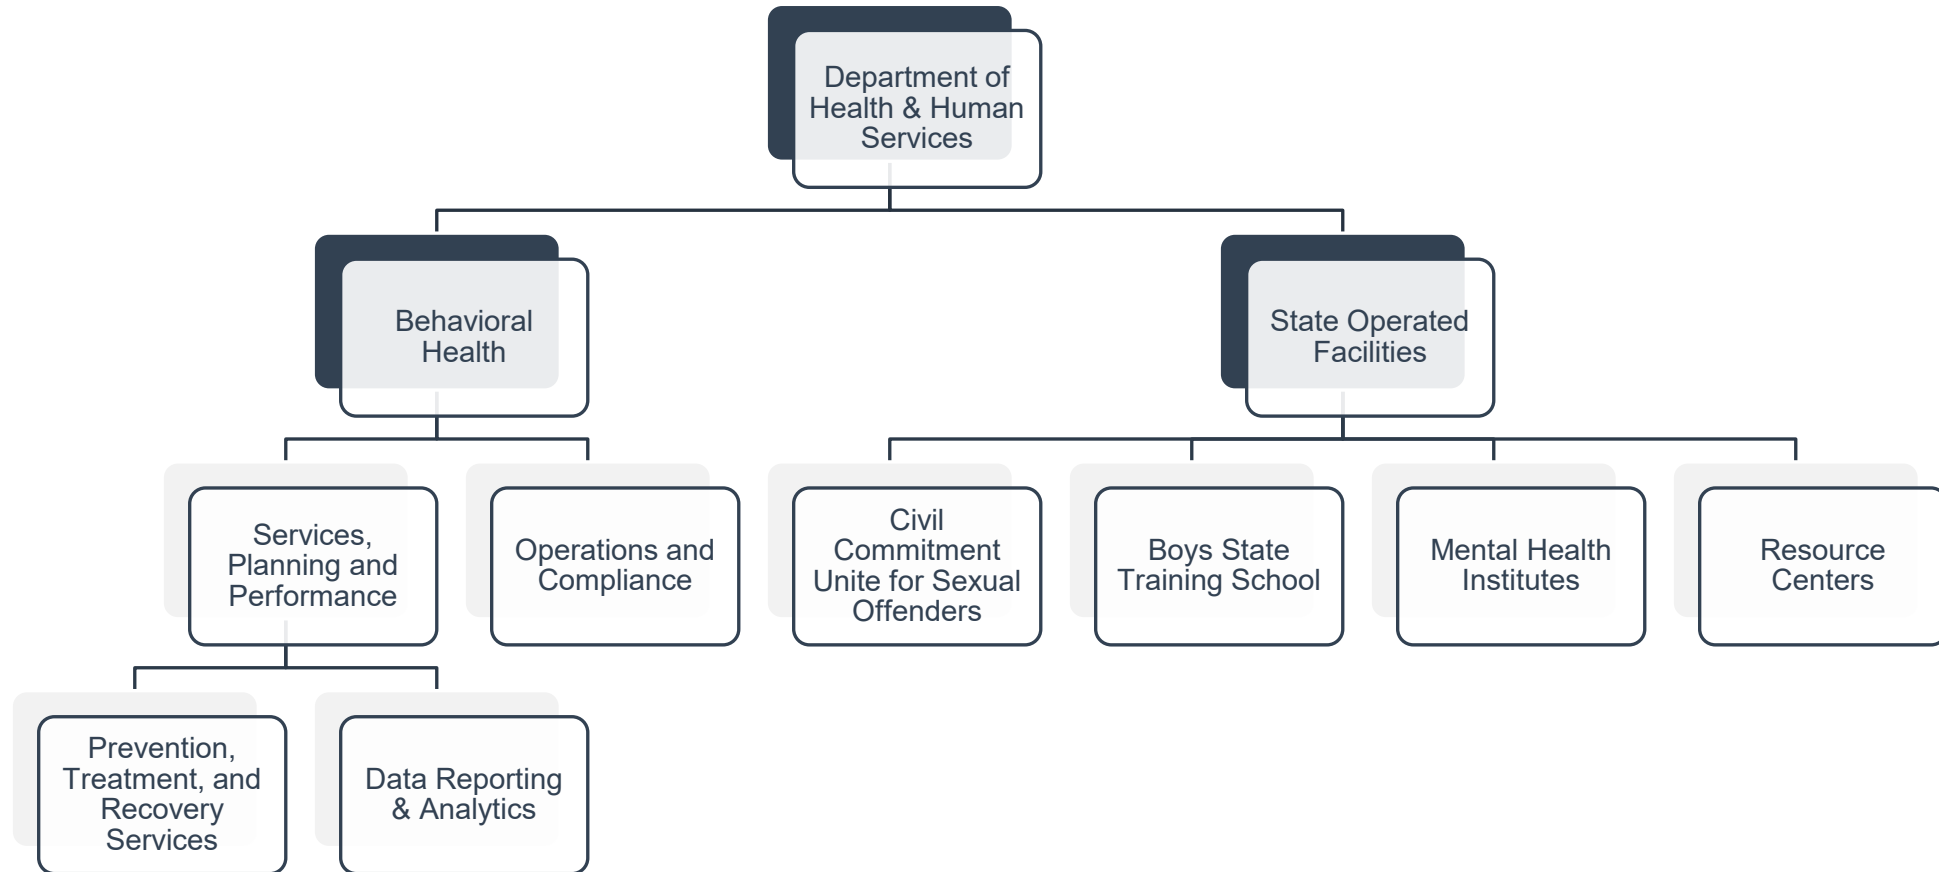 Department of
Health & Human
Services
Behavioral
Health
State Operated
Facilities
Services,
Planning and
Performance
Operations and
Compliance
Civil
Commitment
Unite for Sexual
Offenders
Boys State
Training School
Mental Health
Institutes
Resource
Centers
Prevention,
Treatment, and
Recovery
Services
Data Reporting
& Analytics